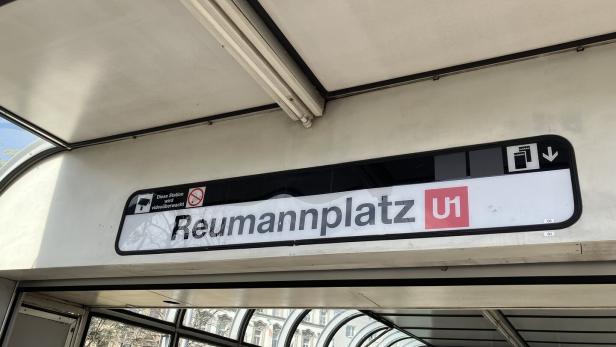 Diese Station
wird
videoüberwacht
Reumannplatz U1